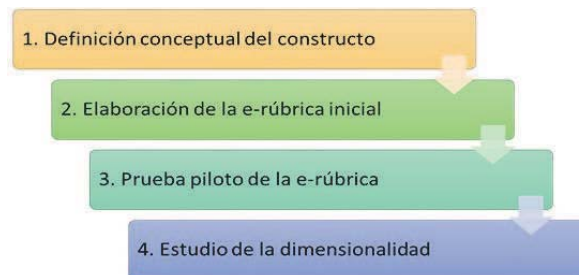 1. Definición conceptual del constructo
2. Elaboración de la e-rúbrica inicial
3. Prueba piloto de la e-rúbrica
4. Estudio de la dimensionalidad